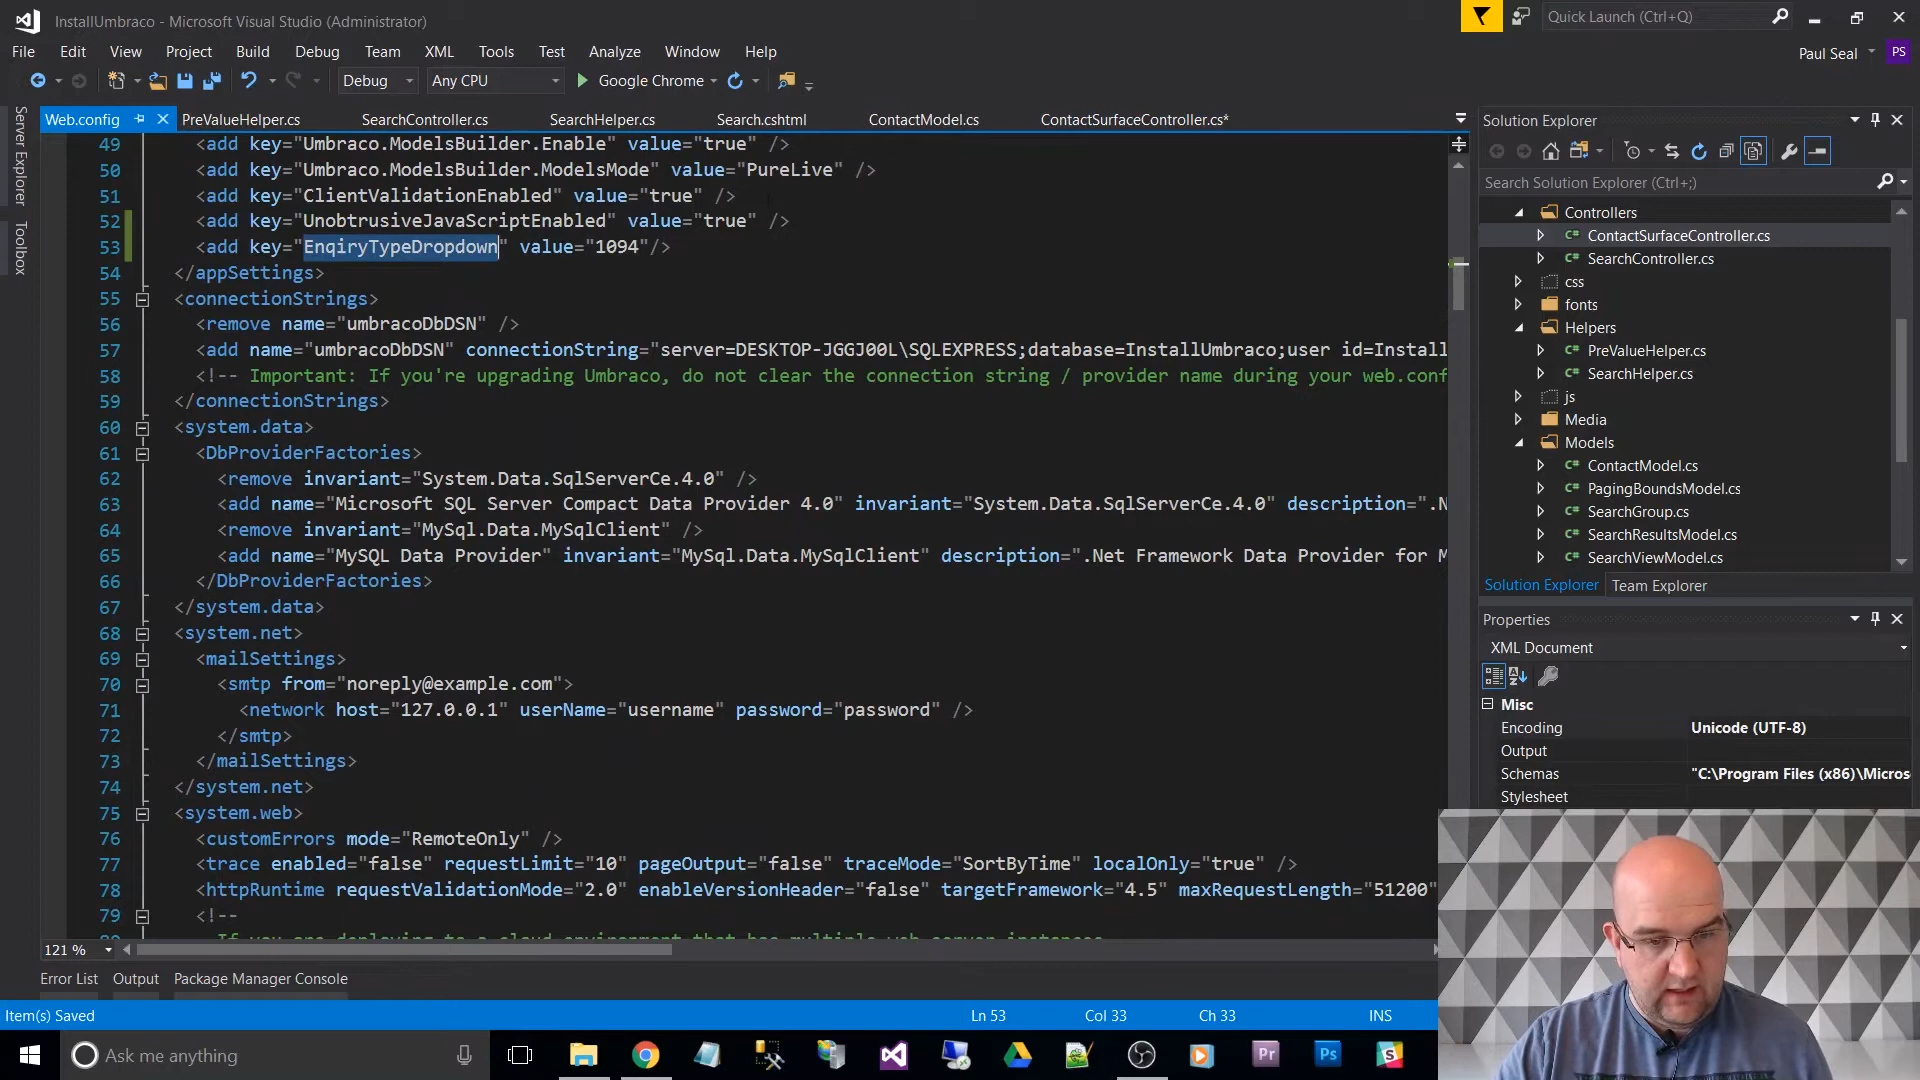 InstallUmbraco - Microsoft Visual Studio (Administrator)
Quick Launch (Ctrl+Q)
File Edit View Project Build Debug Team XML Tools Test Analyze Window Help
Paul Seal PS
Debug Any CPU Google Chrome
Server Explorer
Toolbox
Web.config PreValueHelper.cs SearchController.cs SearchHelper.cs Search.cshtml ContactModel.cs ContactSurfaceController.cs*
49 <add key="Umbraco.ModelsBuilder.Enable" value="true" />
50 <add key="Umbraco.ModelsBuilder.ModelsMode" value="PureLive" />
51 <add key="ClientValidationEnabled" value="true" />
52 <add key="UnobtrusiveJavaScriptEnabled" value="true" />
53 <add key="EnqiryTypeDropdown" value="1094"/>
54 </appSettings>
55 <connectionStrings>
56 <remove name="umbracoDbDSN" />
57 <add name="umbracoDbDSN" connectionString="server=DESKTOP-JGGJ00L\SQLEXPRESS;database=InstallUmbraco;user id=Install
58 <!-- Important: If you're upgrading Umbraco, do not clear the connection string / provider name during your web.conf
59 </connectionStrings>
60 <system.data>
61 <DbProviderFactories>
62 <remove invariant="System.Data.SqlServerCe.4.0" />
63 <add name="Microsoft SQL Server Compact Data Provider 4.0" invariant="System.Data.SqlServerCe.4.0" description=".N
64 <remove invariant="MySql.Data.MySqlClient" />
65 <add name="MySQL Data Provider" invariant="MySql.Data.MySqlClient" description=".Net Framework Data Provider for M
66 </DbProviderFactories>
67 </system.data>
68 <system.net>
69 <mailSettings>
70 <smtp from="noreply@example.com">
71 <network host="127.0.0.1" userName="username" password="password" />
72 </smtp>
73 </mailSettings>
74 </system.net>
75 <system.web>
76 <customErrors mode="RemoteOnly" />
77 <trace enabled="false" requestLimit="10" pageOutput="false" traceMode="SortByTime" localOnly="true" />
78 <httpRuntime requestValidationMode="2.0" enableVersionHeader="false" targetFramework="4.5" maxRequestLength="51200"
79 <!--
If you are deploying to a cloud environment that has multiple web server instances
121 %
Error List Output Package Manager Console
Item(s) Saved Ln 53 Col 33 Ch 33 INS
Solution Explorer
Search Solution Explorer (Ctrl+;)
Controllers
C# ContactSurfaceController.cs
C# SearchController.cs
css
fonts
Helpers
C# PreValueHelper.cs
C# SearchHelper.cs
js
Media
Models
C# ContactModel.cs
C# PagingBoundsModel.cs
C# SearchGroup.cs
C# SearchResultsModel.cs
C# SearchViewModel.cs
Solution Explorer Team Explorer
Properties
XML Document
Misc
Encoding Unicode (UTF-8)
Output
Schemas "C:\Program Files (x86)\Micros
Stylesheet
Ask me anything
Pr Ps